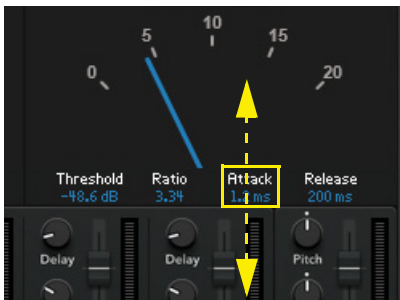 0 5 10 15 20
Threshold Ratio Attack Release
-48.6 dB 3.34 ms 200 ms
Delay Delay Pitch